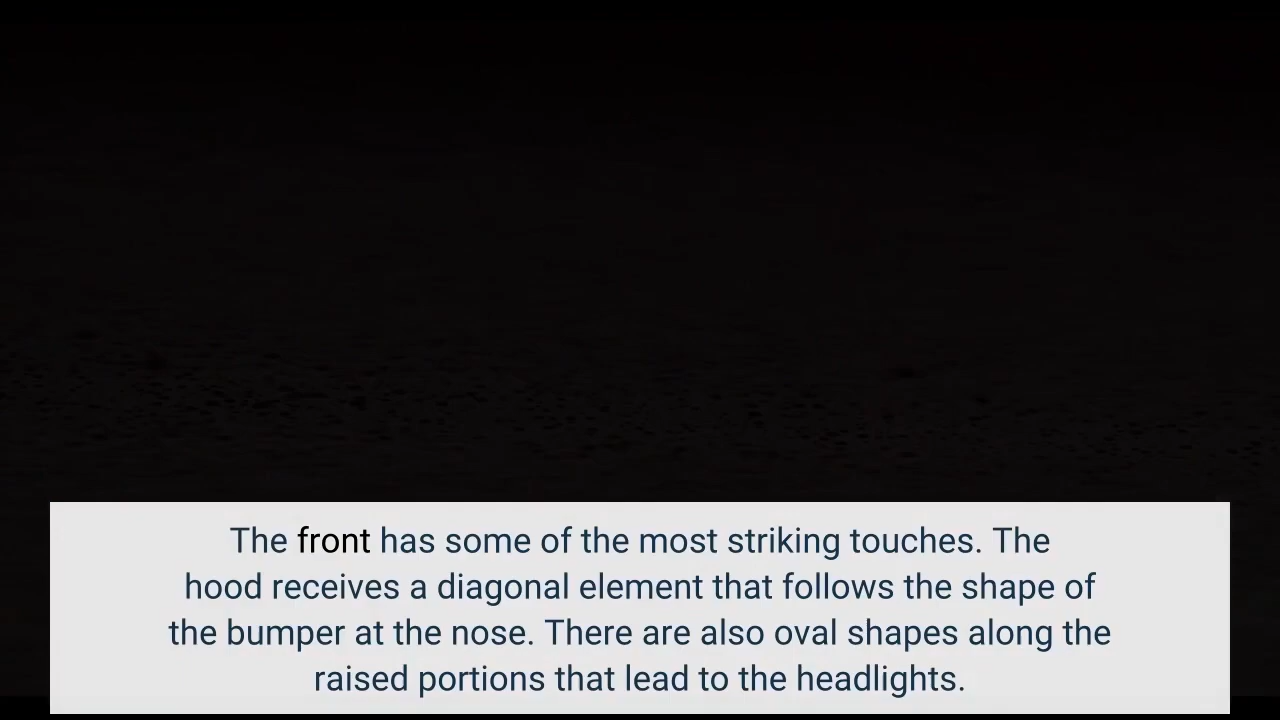 The front has some of the most striking touches. The
hood receives a diagonal element that follows the shape of
the bumper at the nose. There are also oval shapes along the
raised portions that lead to the headlights.